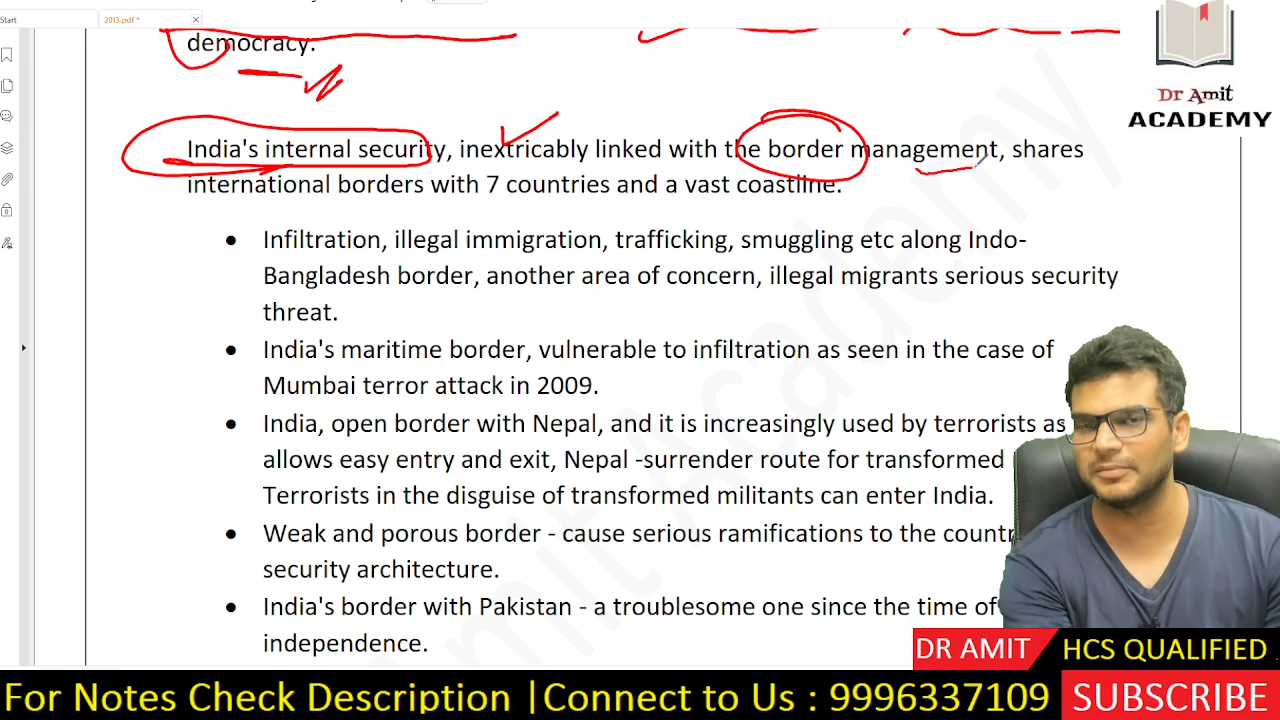 Start
2013.pdf *
democracy.
Dr Amit
ACADEMY
India's internal security, inextricably linked with the border management, shares
international borders with 7 countries and a vast coastline.
• Infiltration, illegal immigration, trafficking, smuggling etc along Indo-
Bangladesh border, another area of concern, illegal migrants serious security
threat.
• India's maritime border, vulnerable to infiltration as seen in the case of
Mumbai terror attack in 2009.
• India, open border with Nepal, and it is increasingly used by terrorists as
allows easy entry and exit, Nepal -surrender route for transformed
Terrorists in the disguise of transformed militants can enter India.
• Weak and porous border - cause serious ramifications to the
security architecture.
• India's border with Pakistan - a troublesome one since the time of
independence.
DR AMIT HCS QUALIFIED
For Notes Check Description |Connect to Us : 9996337109 SUBSCRIBE